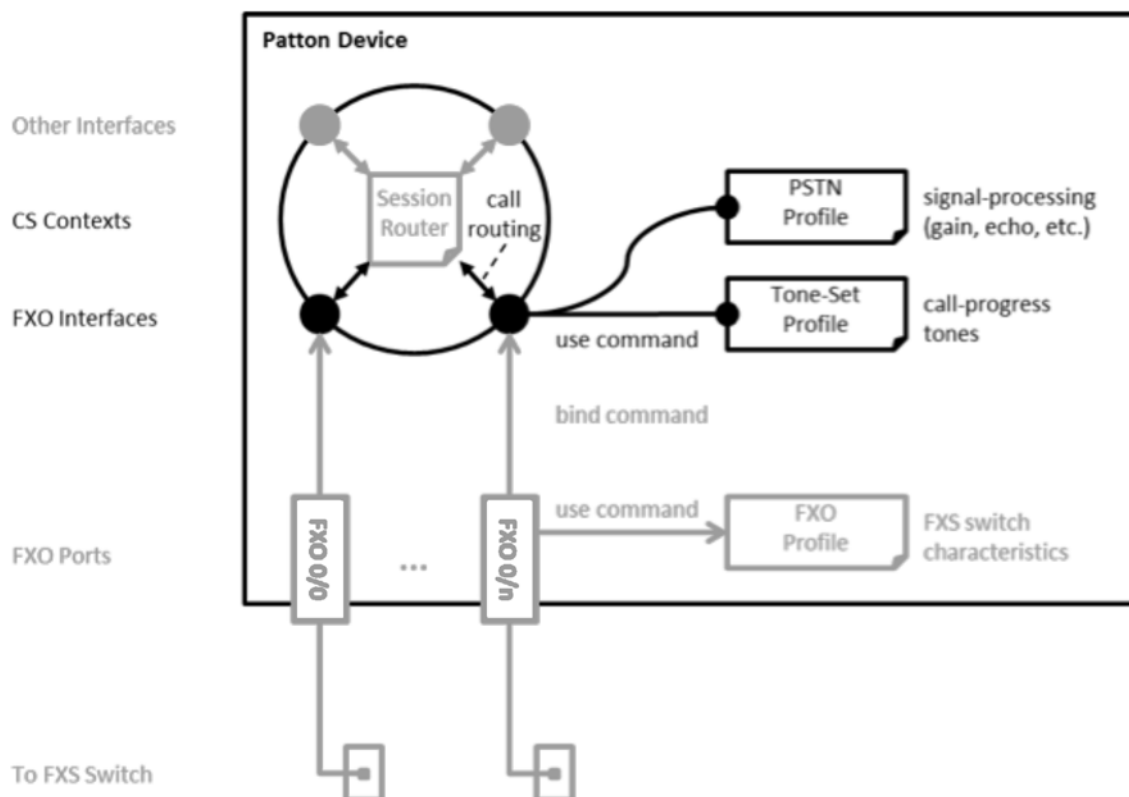 Patton Device
Other Interfaces
CS Contexts
FXO Interfaces
Session
Router
call
routing
PSTN
Profile
signal-processing
(gain, echo, etc.)
Tone-Set
Profile
call-progress
tones
use command
bind command
FXO Ports
FXO 0/0
...
FXO 0/n
use command
FXO
Profile
FXS switch
characteristics
To FXS Switch